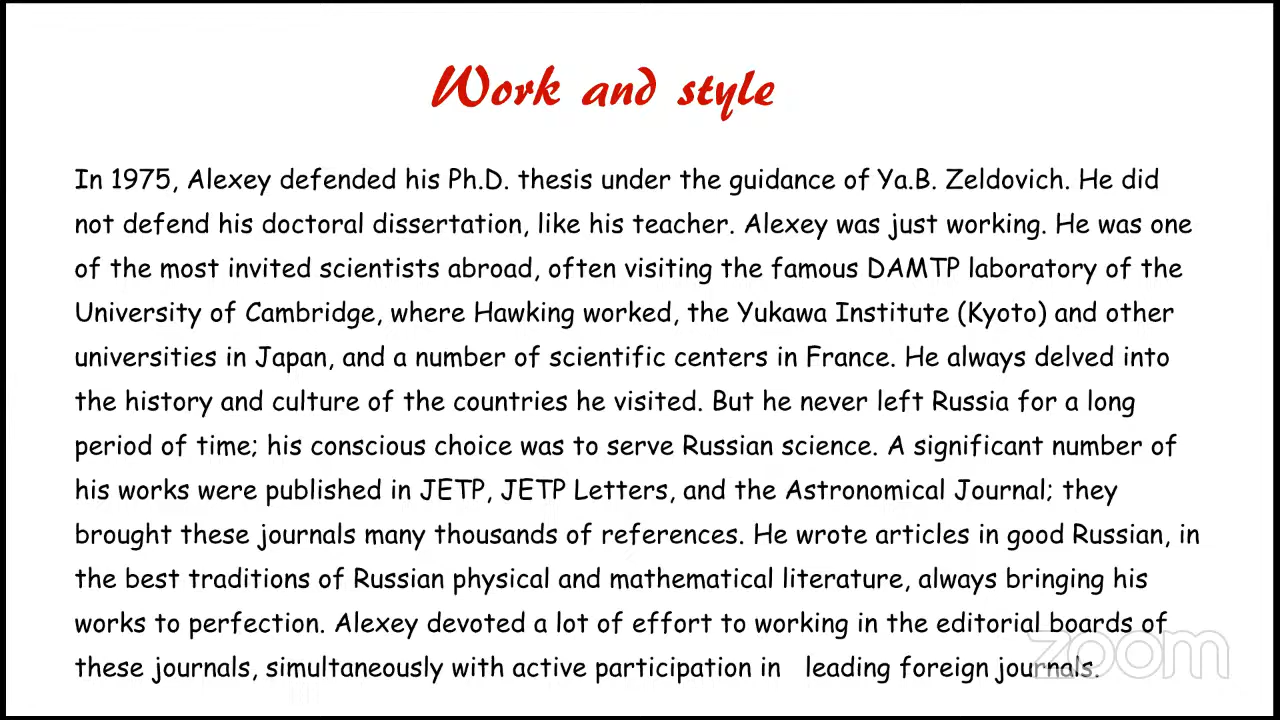 Work and style
In 1975, Alexey defended his Ph.D. thesis under the guidance of Ya.B. Zeldovich. He did
not defend his doctoral dissertation, like his teacher. Alexey was just working. He was one
of the most invited scientists abroad, often visiting the famous DAMTP laboratory of the
University of Cambridge, where Hawking worked, the Yukawa Institute (Kyoto) and other
universities in Japan, and a number of scientific centers in France. He always delved into
the history and culture of the countries he visited. But he never left Russia for a long
period of time; his conscious choice was to serve Russian science. A significant number of
his works were published in JETP, JETP Letters, and the Astronomical Journal; they
brought these journals many thousands of references. He wrote articles in good Russian, in
the best traditions of Russian physical and mathematical literature, always bringing his
works to perfection. Alexey devoted a lot of effort to working in the editorial boards of
these journals, simultaneously with active participation in leading foreign journals.
zoom